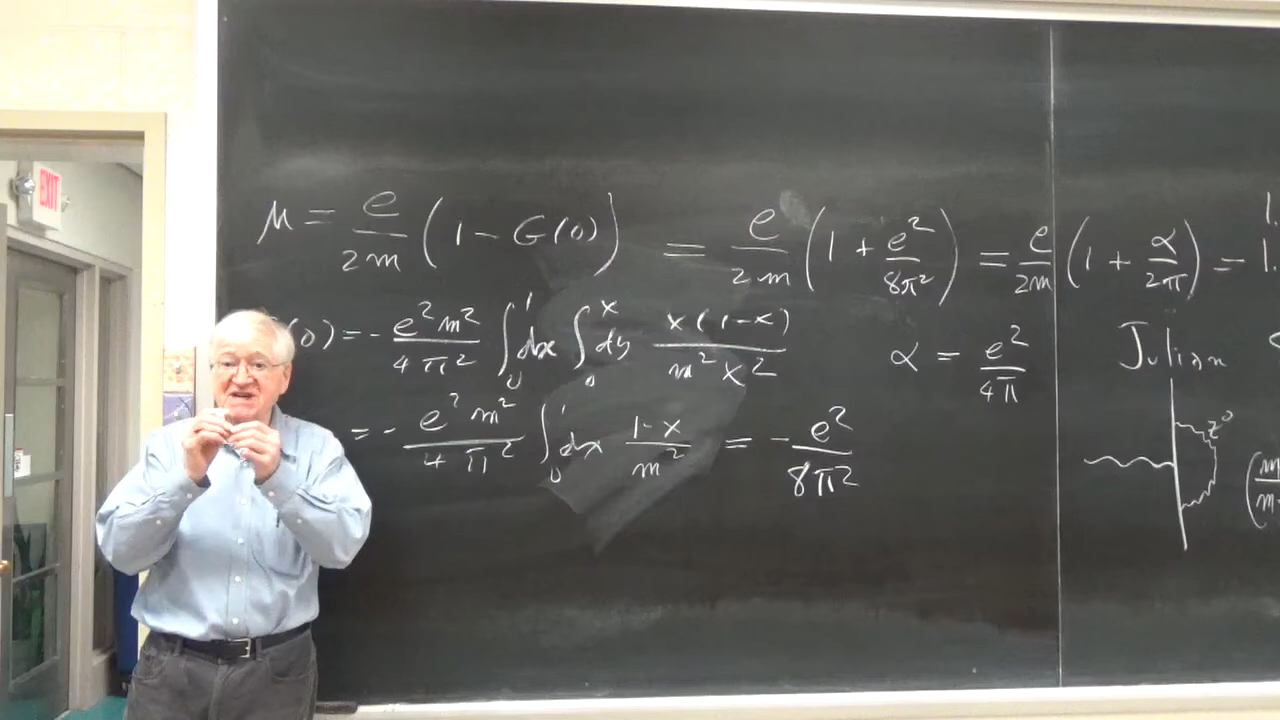 EXIT
μ = e/2m (1 - G(0)) = e/2m (1 + e²/8π²) = e/2m (1 + α/2π) =
(0) = - e²m²/4π² ∫₀¹ dx ∫₀ˣ dy x(1-x)/m²x²
α = e²/4π
Julian
= - e²m²/4π² ∫₀¹ dx 1-x/m² = - e²/8π²
Z⁰